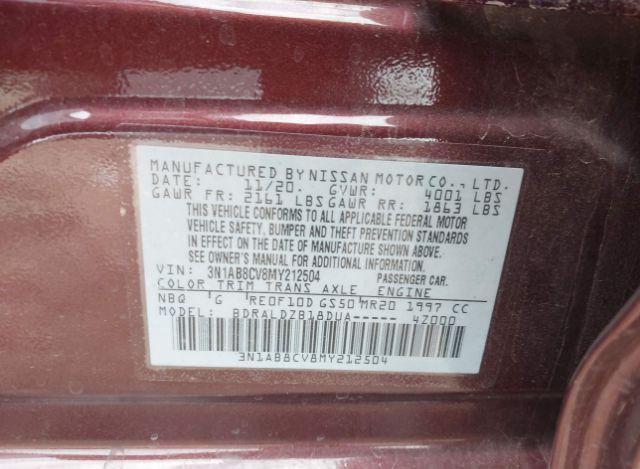 MANUFACTURED BY NISSAN MOTOR CO., LTD.
DATE: 11/20. GVWR: 4001 LBS
GAWR FR: 2161 LBS GAWR RR: 1863 LBS
THIS VEHICLE CONFORMS TO ALL APPLICABLE FEDERAL MOTOR
VEHICLE SAFETY, BUMPER AND THEFT PREVENTION STANDARDS
IN EFFECT ON THE DATE OF MANUFACTURE SHOWN ABOVE.
SEE OWNER'S MANUAL FOR ADDITIONAL INFORMATION.
VIN: 3N1AB8CV8MY212504 PASSENGER CAR.
COLOR TRIM TRANS AXLE ENGINE
NBQ G RE0F10D GS50 MR20 1997 CC
MODEL: BDRALDZB18DUA----- 4Z000
3N1AB8CV8MY212504